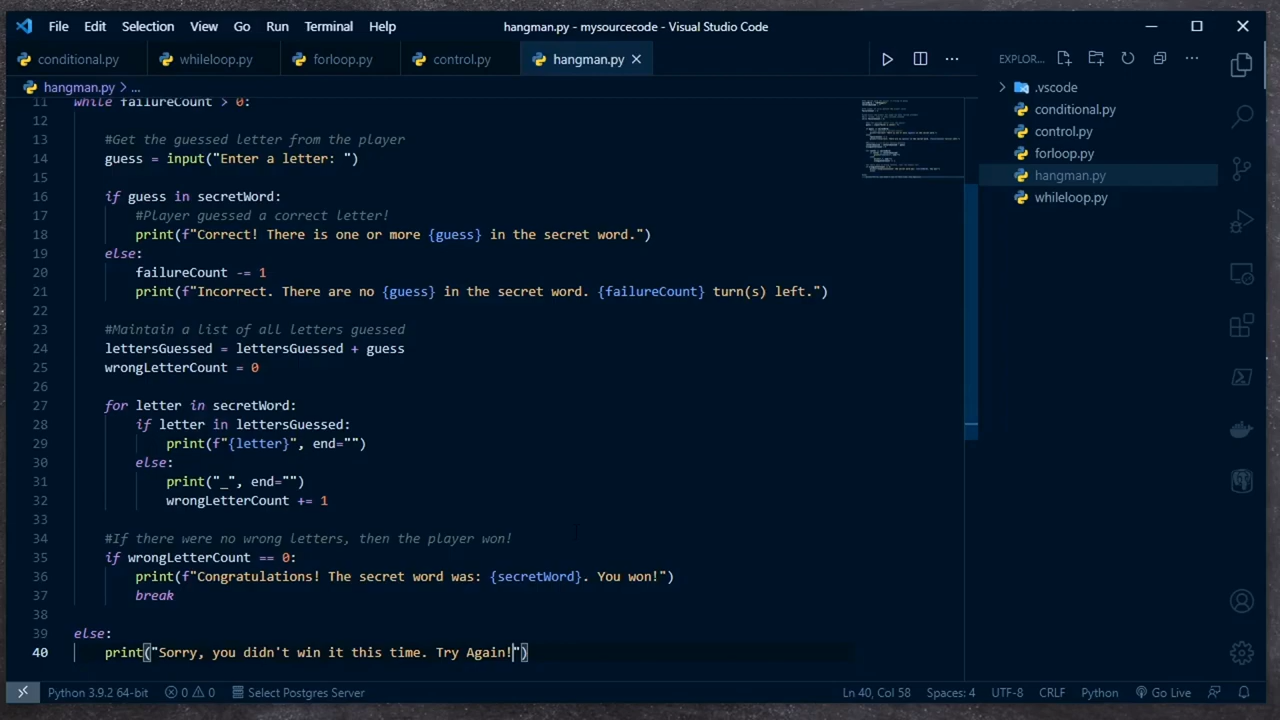 File Edit Selection View Go Run Terminal Help hangman.py - mysourcecode - Visual Studio Code
conditional.py whileloop.py forloop.py control.py hangman.py EXPLOR...
hangman.py > ...
.vscode
conditional.py
control.py
forloop.py
hangman.py
whileloop.py
11 while failureCount > 0:
12
13 #Get the guessed letter from the player
14 guess = input("Enter a letter: ")
15
16 if guess in secretWord:
17 #Player guessed a correct letter!
18 print(f"Correct! There is one or more {guess} in the secret word.")
19 else:
20 failureCount -= 1
21 print(f"Incorrect. There are no {guess} in the secret word. {failureCount} turn(s) left.")
22
23 #Maintain a list of all letters guessed
24 lettersGuessed = lettersGuessed + guess
25 wrongLetterCount = 0
26
27 for letter in secretWord:
28 if letter in lettersGuessed:
29 print(f"{letter}", end="")
30 else:
31 print("_", end="")
32 wrongLetterCount += 1
33
34 #If there were no wrong letters, then the player won!
35 if wrongLetterCount == 0:
36 print(f"Congratulations! The secret word was: {secretWord}. You won!")
37 break
38
39 else:
40 print("Sorry, you didn't win it this time. Try Again!")
Python 3.9.2 64-bit 0 0 Select Postgres Server Ln 40, Col 58 Spaces: 4 UTF-8 CRLF Python Go Live